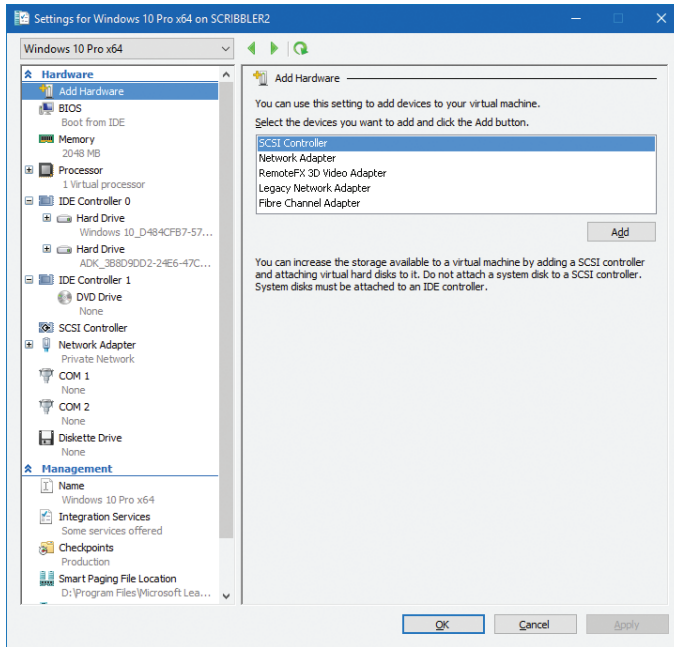 Settings for Windows 10 Pro x64 on SCRIBBLER2
Windows 10 Pro x64
Hardware
Add Hardware
BIOS
Boot from IDE
Memory
2048 MB
Processor
1 Virtual processor
IDE Controller 0
Hard Drive
Windows 10_D484CFB7-57...
Hard Drive
ADK_3B8D9DD2-24E6-47C...
IDE Controller 1
DVD Drive
None
SCSI Controller
Network Adapter
Private Network
COM 1
None
COM 2
None
Diskette Drive
None
Management
Name
Windows 10 Pro x64
Integration Services
Some services offered
Checkpoints
Production
Smart Paging File Location
D:\Program Files\Microsoft Lea...
Add Hardware
You can use this setting to add devices to your virtual machine.
Select the devices you want to add and click the Add button.
SCSI Controller
Network Adapter
RemoteFX 3D Video Adapter
Legacy Network Adapter
Fibre Channel Adapter
Add
You can increase the storage available to a virtual machine by adding a SCSI controller
and attaching virtual hard disks to it. Do not attach a system disk to a SCSI controller.
System disks must be attached to an IDE controller.
OK
Cancel
Apply